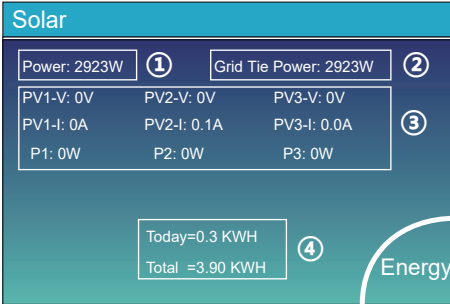 Solar
Power: 2923W ① Grid Tie Power: 2923W ②
PV1-V: 0V PV2-V: 0V PV3-V: 0V
PV1-I: 0A PV2-I: 0.1A PV3-I: 0.0A ③
P1: 0W P2: 0W P3: 0W
Today=0.3 KWH
④
Total =3.90 KWH
Energy